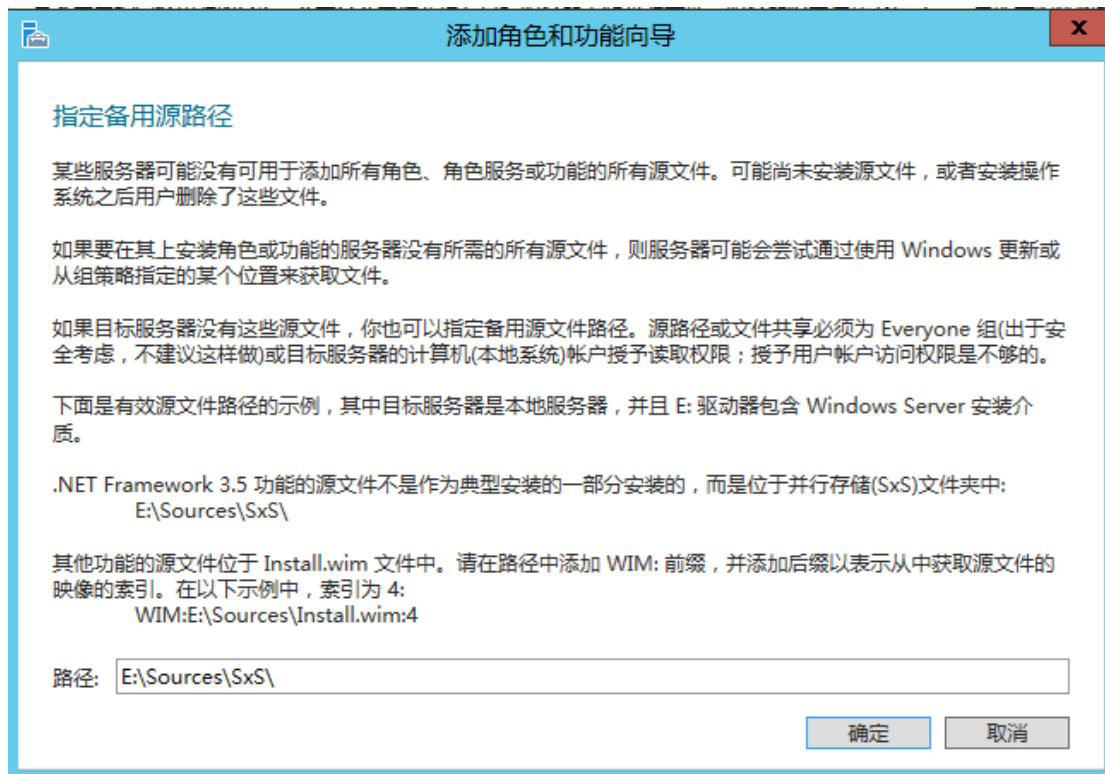 添加角色和功能向导
x
指定备用源路径
某些服务器可能没有可用于添加所有角色、角色服务或功能的所有源文件。可能尚未安装源文件，或者安装操作
系统之后用户删除了这些文件。
如果要在其上安装角色或功能的服务器没有所需的所有源文件，则服务器可能会尝试通过使用 Windows 更新或
从组策略指定的某个位置来获取文件。
如果目标服务器没有这些源文件，你也可以指定备用源文件路径。源路径或文件共享必须为 Everyone 组(出于安
全考虑，不建议这样做)或目标服务器的计算机(本地系统)帐户授予读取权限；授予用户帐户访问权限是不够的。
下面是有效源文件路径的示例，其中目标服务器是本地服务器，并且 E: 驱动器包含 Windows Server 安装介
质。
.NET Framework 3.5 功能的源文件不是作为典型安装的一部分安装的，而是位于并行存储(SxS)文件夹中:
E:\Sources\SxS\
其他功能的源文件位于 Install.wim 文件中。请在路径中添加 WIM: 前缀，并添加后缀以表示从中获取源文件的
映像的索引。在以下示例中，索引为 4:
WIM:E:\Sources\Install.wim:4
路径: E:\Sources\SxS\
确定 取消